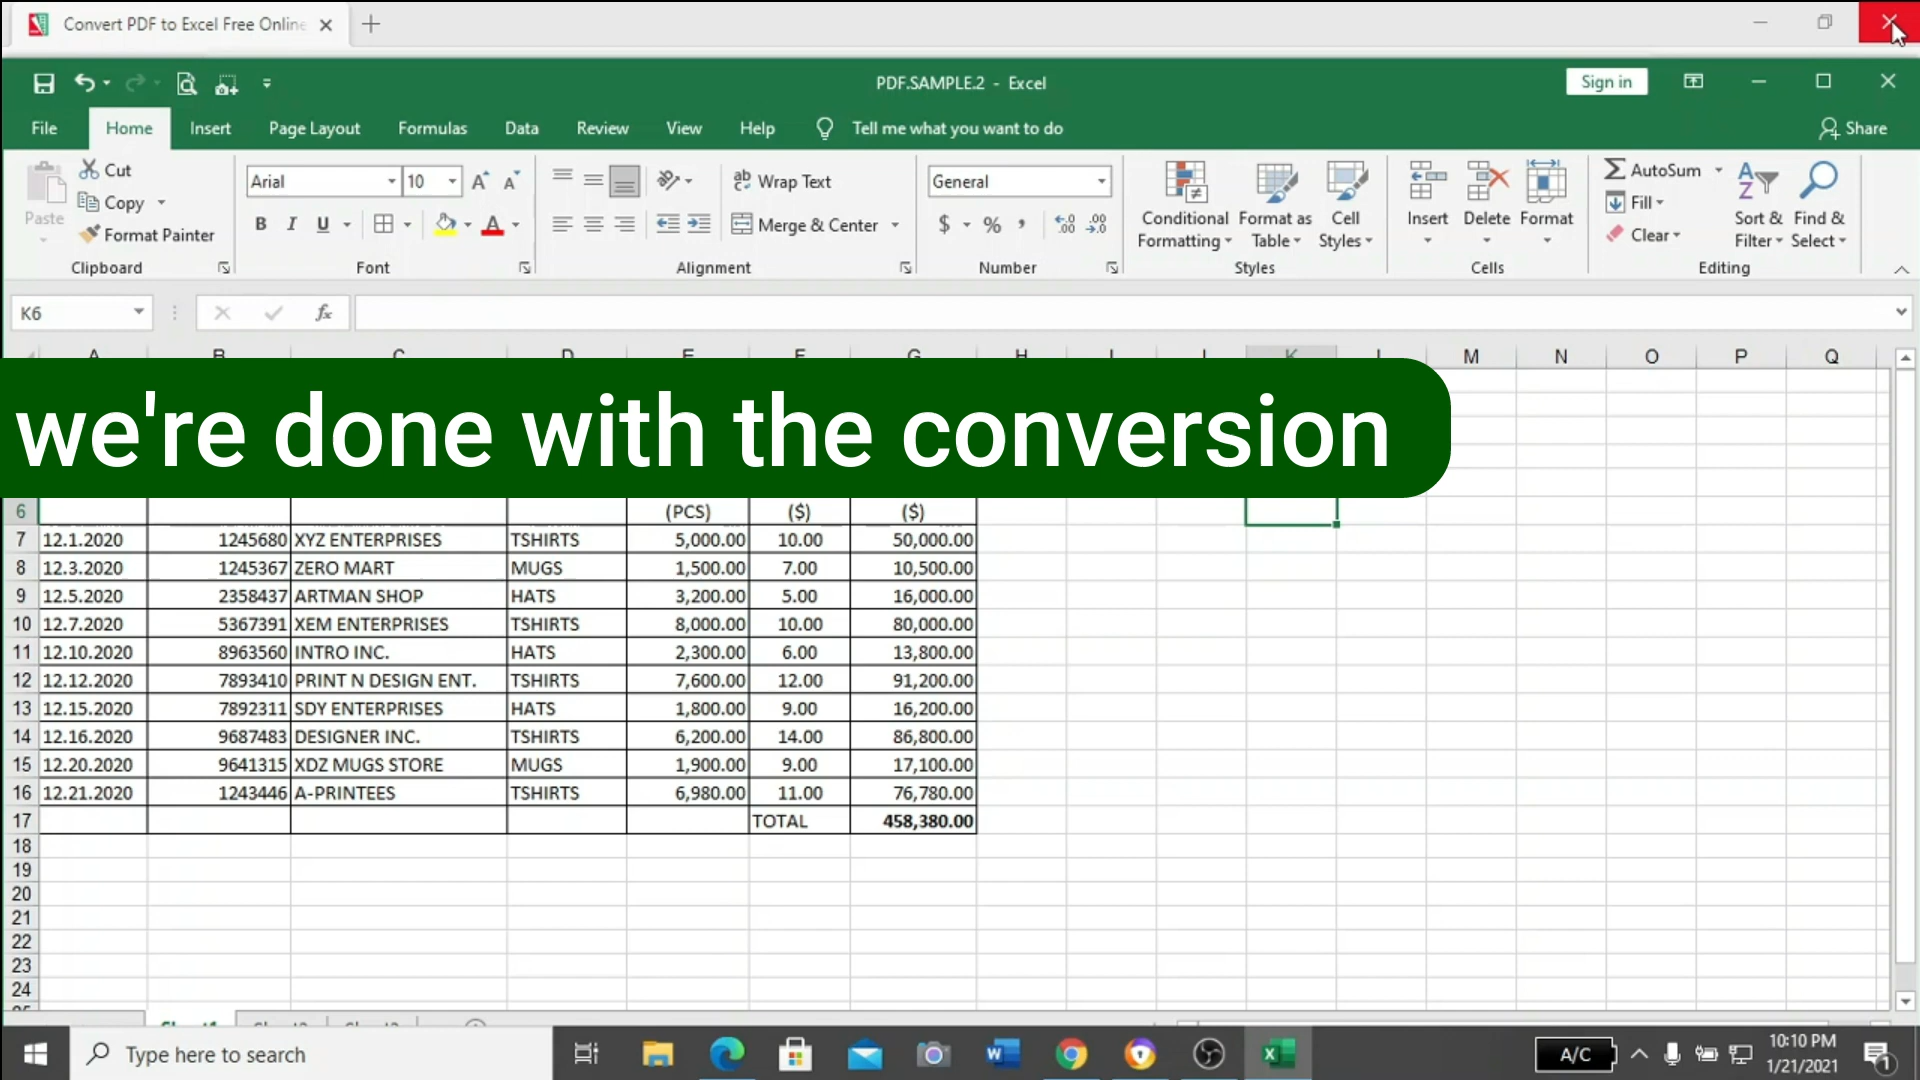 Convert PDF to Excel Free Online
PDF.SAMPLE.2 - Excel
Sign in
File Home Insert Page Layout Formulas Data Review View Help Tell me what you want to do Share
Paste Cut Copy Format Painter Clipboard
Arial 10 B I U Font
Wrap Text Merge & Center Alignment
General $ % Number
Conditional Formatting Format as Table Cell Styles Styles
Insert Delete Format Cells
AutoSum Fill Clear Sort & Filter Find & Select Editing
K6 fx
A B C D E F G H I J K L M N O P Q
we're done with the conversion
6 (PCS) ($) ($)
7 12.1.2020 1245680 XYZ ENTERPRISES TSHIRTS 5,000.00 10.00 50,000.00
8 12.3.2020 1245367 ZERO MART MUGS 1,500.00 7.00 10,500.00
9 12.5.2020 2358437 ARTMAN SHOP HATS 3,200.00 5.00 16,000.00
10 12.7.2020 5367391 XEM ENTERPRISES TSHIRTS 8,000.00 10.00 80,000.00
11 12.10.2020 8963560 INTRO INC. HATS 2,300.00 6.00 13,800.00
12 12.12.2020 7893410 PRINT N DESIGN ENT. TSHIRTS 7,600.00 12.00 91,200.00
13 12.15.2020 7892311 SDY ENTERPRISES HATS 1,800.00 9.00 16,200.00
14 12.16.2020 9687483 DESIGNER INC. TSHIRTS 6,200.00 14.00 86,800.00
15 12.20.2020 9641315 XDZ MUGS STORE MUGS 1,900.00 9.00 17,100.00
16 12.21.2020 1243446 A-PRINTEES TSHIRTS 6,980.00 11.00 76,780.00
17 TOTAL 458,380.00
18
19
20
21
22
23
24
Type here to search
A/C
10:10 PM
1/21/2021
1